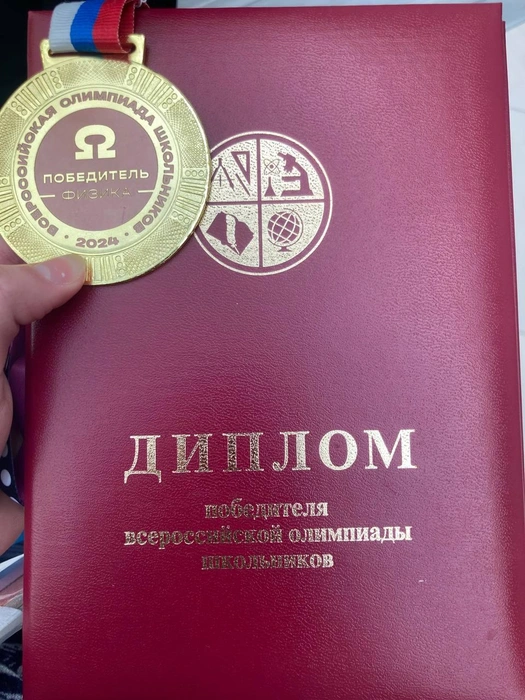 ВСЕРОССИЙСКАЯ ОЛИМПИАДА ШКОЛЬНИКОВ
Ω
ПОБЕДИТЕЛЬ
ФИЗИКА
· 2024 ·
ДИПЛОМ
победителя
всероссийской олимпиады
школьников